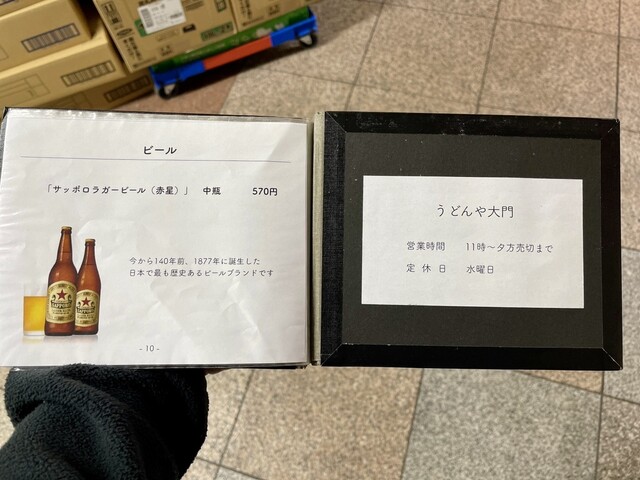 ビール
「サッポロラガービール（赤星）」 中瓶 570円
今から140年前、1877年に誕生した
日本で最も歴史あるビールブランドです
SAPPORO
– 10 –
うどんや大門
営業時間 11時〜夕方売切まで
定休日 水曜日